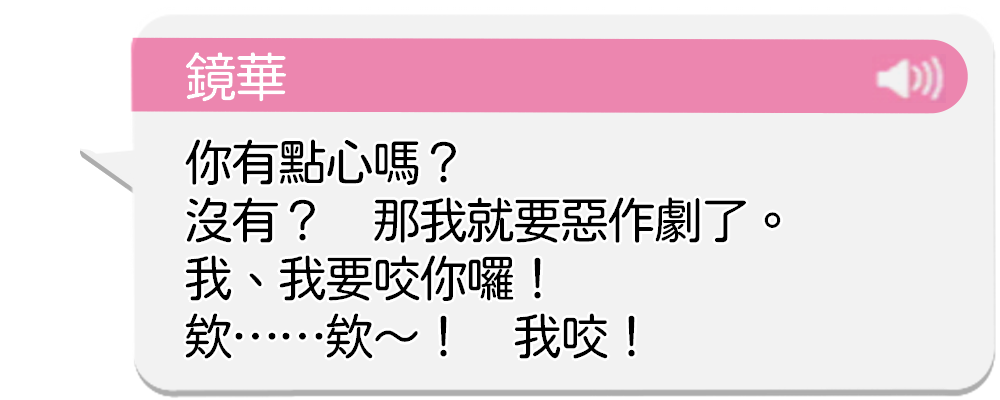 鏡華
你有點心嗎？
沒有？　那我就要惡作劇了。
我、我要咬你囉！
欸……欸～！　我咬！